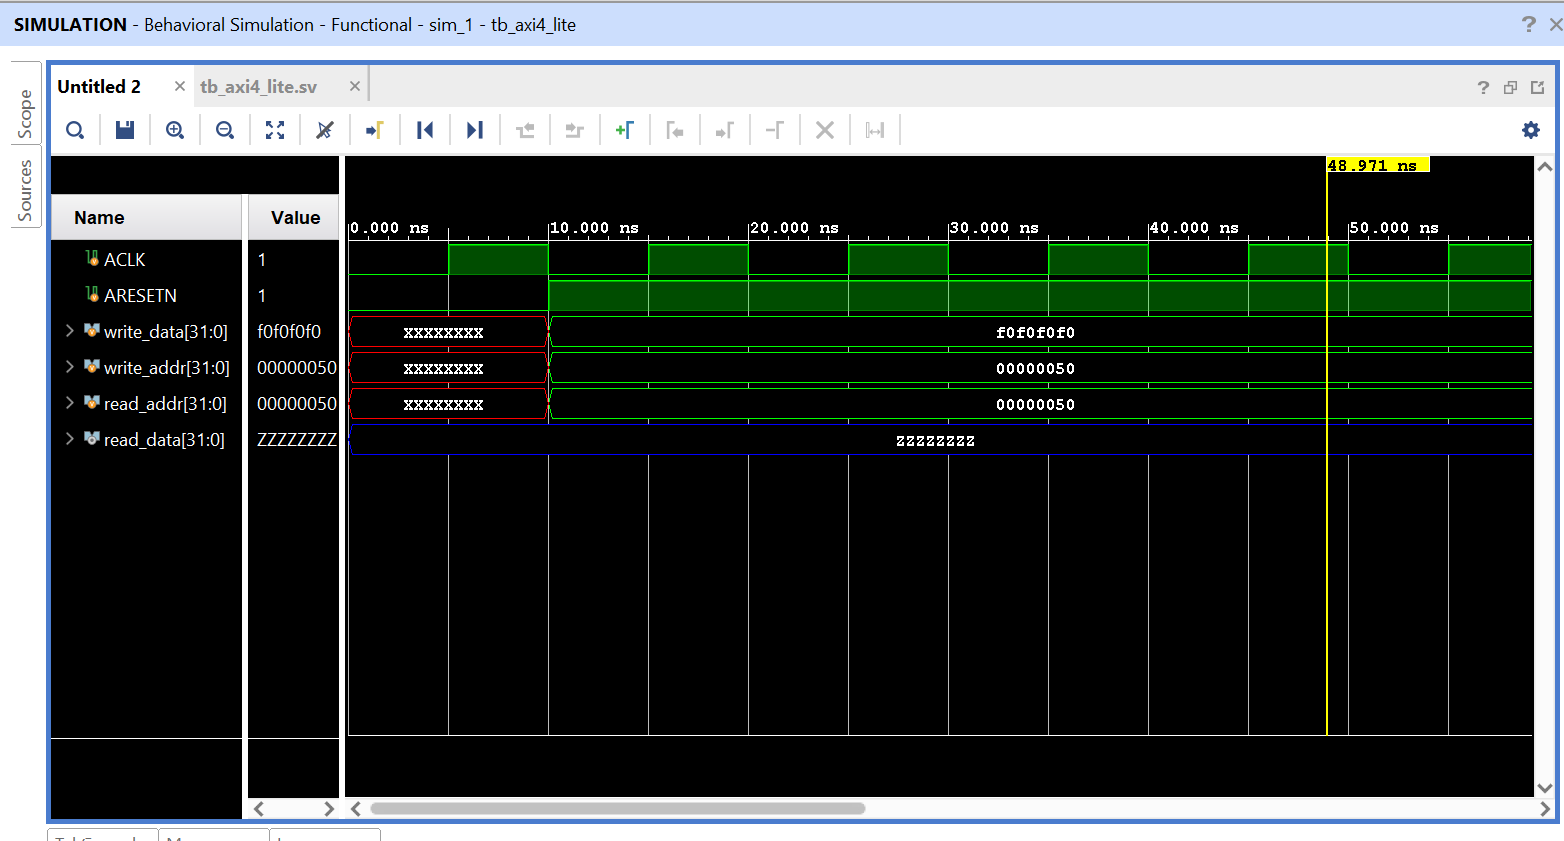 SIMULATION - Behavioral Simulation - Functional - sim_1 - tb_axi4_lite
Scope
Sources
Untitled 2
tb_axi4_lite.sv
48.971 ns
Name
Value
0.000 ns 10.000 ns 20.000 ns 30.000 ns 40.000 ns 50.000 ns
ACLK 1
ARESETN 1
write_data[31:0] f0f0f0f0 XXXXXXXX f0f0f0f0
write_addr[31:0] 00000050 XXXXXXXX 00000050
read_addr[31:0] 00000050 XXXXXXXX 00000050
read_data[31:0] ZZZZZZZZ ZZZZZZZZ